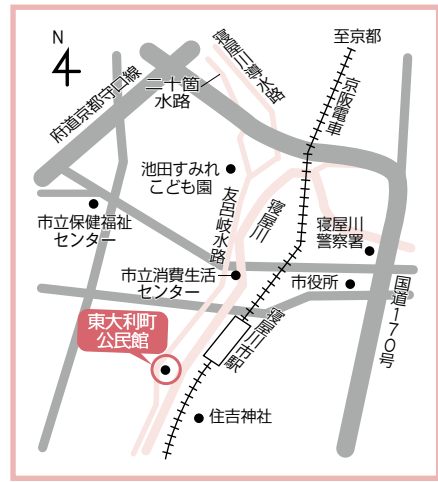 N
至京都
京阪電車
寝屋川導水路
二十箇
水路
府道京都守口線
池田すみれ
こども園
友呂岐水路
寝屋川
市立保健福祉
センター
寝屋川
警察署
市立消費生活
センター
市役所
国道170号
東大利町
公民館
寝屋川市駅
住吉神社